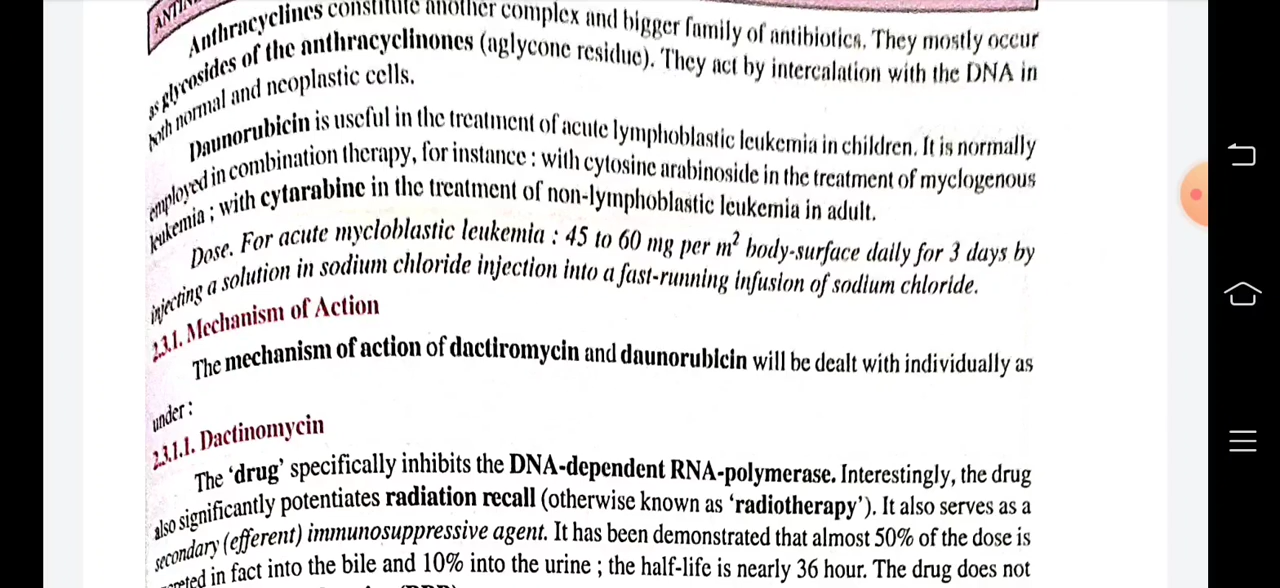 ANTIN
Anthracyclines constitute another complex and bigger family of antibiotics. They mostly occur
as glycosides of the anthracyclinones (aglycone residue). They act by intercalation with the DNA in
both normal and neoplastic cells.
Daunorubicin is useful in the treatment of acute lymphoblastic leukemia in children. It is normally
employed in combination therapy, for instance : with cytosine arabinoside in the treatment of myclogenous
leukemia ; with cytarabine in the treatment of non-lymphoblastic leukemia in adult.
Dose. For acute mycloblastic leukemia : 45 to 60 mg per m² body-surface daily for 3 days by
injecting a solution in sodium chloride injection into a fast-running infusion of sodium chloride.
2.3.1. Mechanism of Action
The mechanism of action of dactiromycin and daunorubicin will be dealt with individually as
under :
2.3.1.1. Dactinomycin
The ‘drug’ specifically inhibits the DNA-dependent RNA-polymerase. Interestingly, the drug
also significantly potentiates radiation recall (otherwise known as ‘radiotherapy’). It also serves as a
secondary (efferent) immunosuppressive agent. It has been demonstrated that almost 50% of the dose is
in fact into the bile and 10% into the urine ; the half-life is nearly 36 hour. The drug does not